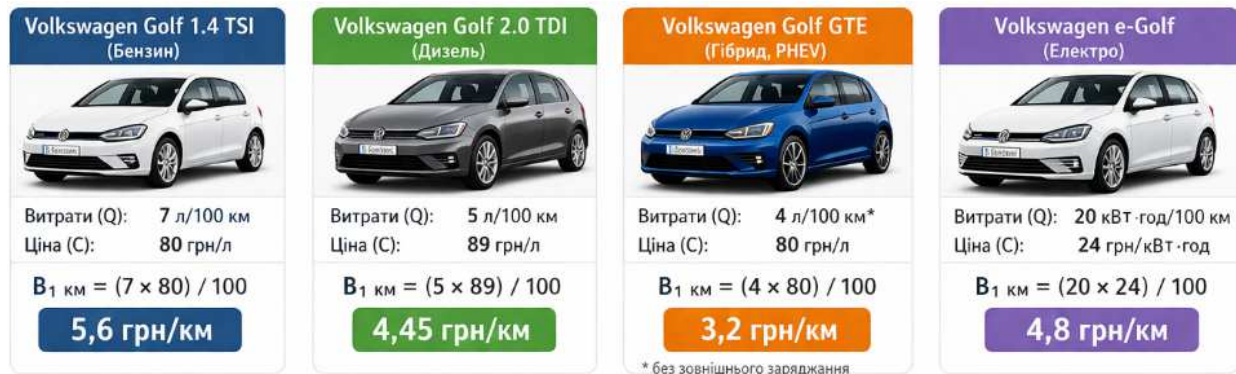 Volkswagen Golf 1.4 TSI
(Бензин)
Витрати (Q): 7 л/100 км
Ціна (C): 80 грн/л
B₁ км = (7 × 80) / 100
5,6 грн/км
Volkswagen Golf 2.0 TDI
(Дизель)
Витрати (Q): 5 л/100 км
Ціна (C): 89 грн/л
B₁ км = (5 × 89) / 100
4,45 грн/км
Volkswagen Golf GTE
(Гібрид, PHEV)
Витрати (Q): 4 л/100 км*
Ціна (C): 80 грн/л
B₁ км = (4 × 80) / 100
3,2 грн/км
* без зовнішнього заряджання
Volkswagen e-Golf
(Електро)
Витрати (Q): 20 кВт·год/100 км
Ціна (C): 24 грн/кВт·год
B₁ км = (20 × 24) / 100
4,8 грн/км